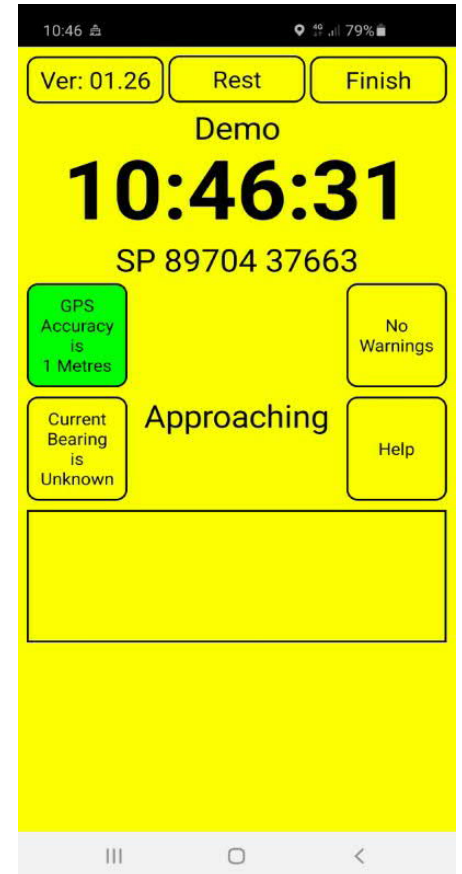 10:46
4G 79%
Ver: 01.26 Rest Finish
Demo
10:46:31
SP 89704 37663
GPS
Accuracy
is
1 Metres
No
Warnings
Approaching
Current
Bearing
is
Unknown
Help